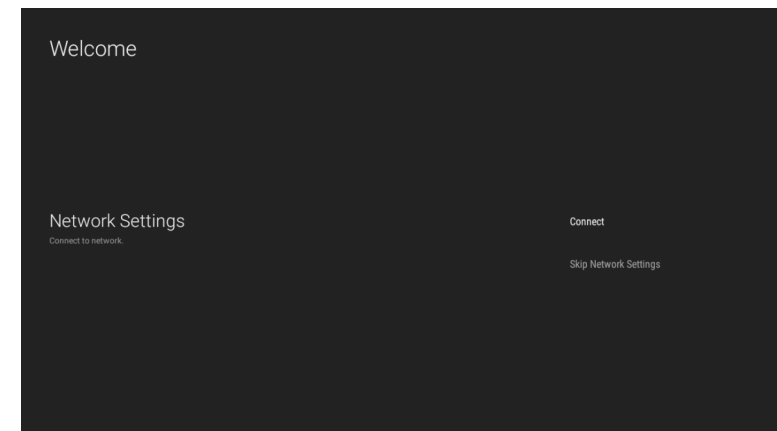 Welcome
Network Settings
Connect to network.
Connect
Skip Network Settings